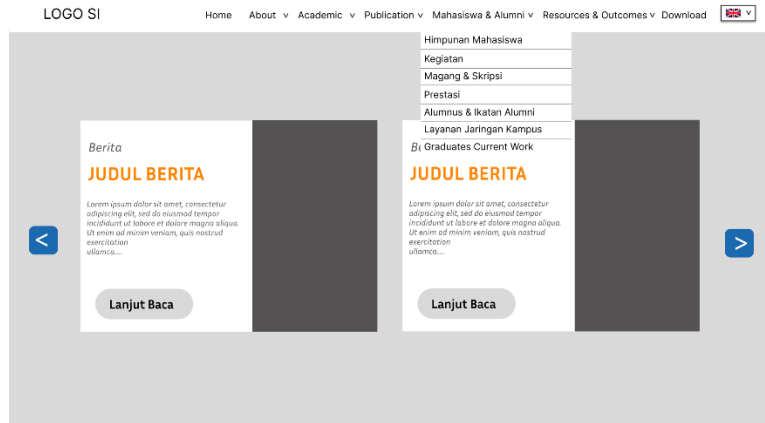 LOGO SI
Home About v Academic v Publication v Mahasiswa & Alumni v Resources & Outcomes v Download v
Himpunan Mahasiswa
Kegiatan
Magang & Skripsi
Prestasi
Alumnus & Ikatan Alumni
Layanan Jaringan Kampus
Graduates Current Work
Berita
JUDUL BERITA
Lorem ipsum dolor sit amet, consectetur
adipiscing elit, sed do eiusmod tempor
incididunt ut labore et dolore magna aliqua.
Ut enim ad minim veniam, quis nostrud
exercitation
ullamco....
Lanjut Baca
JUDUL BERITA
Lorem ipsum dolor sit amet, consectetur
adipiscing elit, sed do eiusmod tempor
incididunt ut labore et dolore magna aliqua.
Ut enim ad minim veniam, quis nostrud
exercitation
ullamco....
Lanjut Baca
<
>